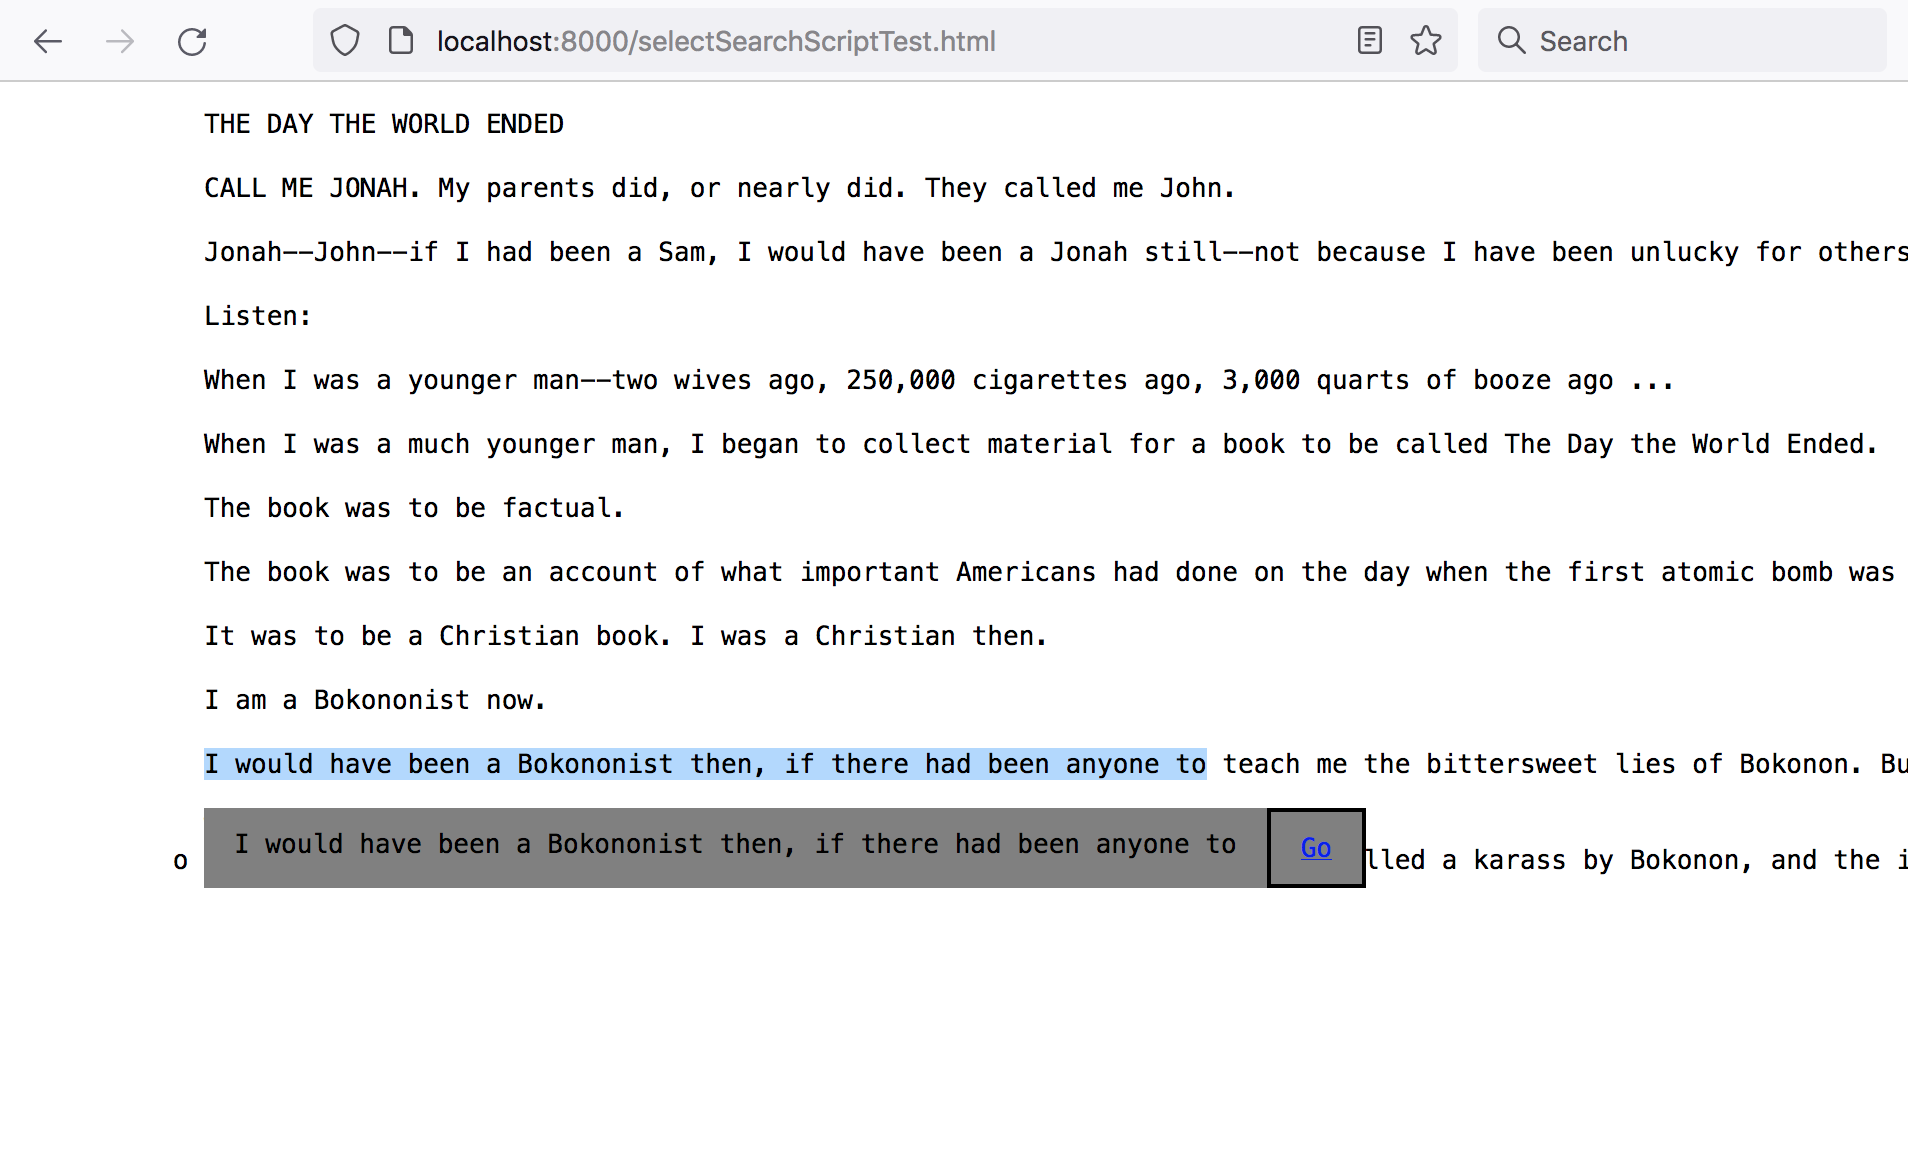 localhost:8000/selectSearchScriptTest.html
Search
THE DAY THE WORLD ENDED
CALL ME JONAH. My parents did, or nearly did. They called me John.
Jonah--John--if I had been a Sam, I would have been a Jonah still--not because I have been unlucky for others
Listen:
When I was a younger man--two wives ago, 250,000 cigarettes ago, 3,000 quarts of booze ago ...
When I was a much younger man, I began to collect material for a book to be called The Day the World Ended.
The book was to be factual.
The book was to be an account of what important Americans had done on the day when the first atomic bomb was
It was to be a Christian book. I was a Christian then.
I am a Bokononist now.
I would have been a Bokononist then, if there had been anyone to teach me the bittersweet lies of Bokonon. Bu
o I would have been a Bokononist then, if there had been anyone to Go lled a karass by Bokonon, and the i